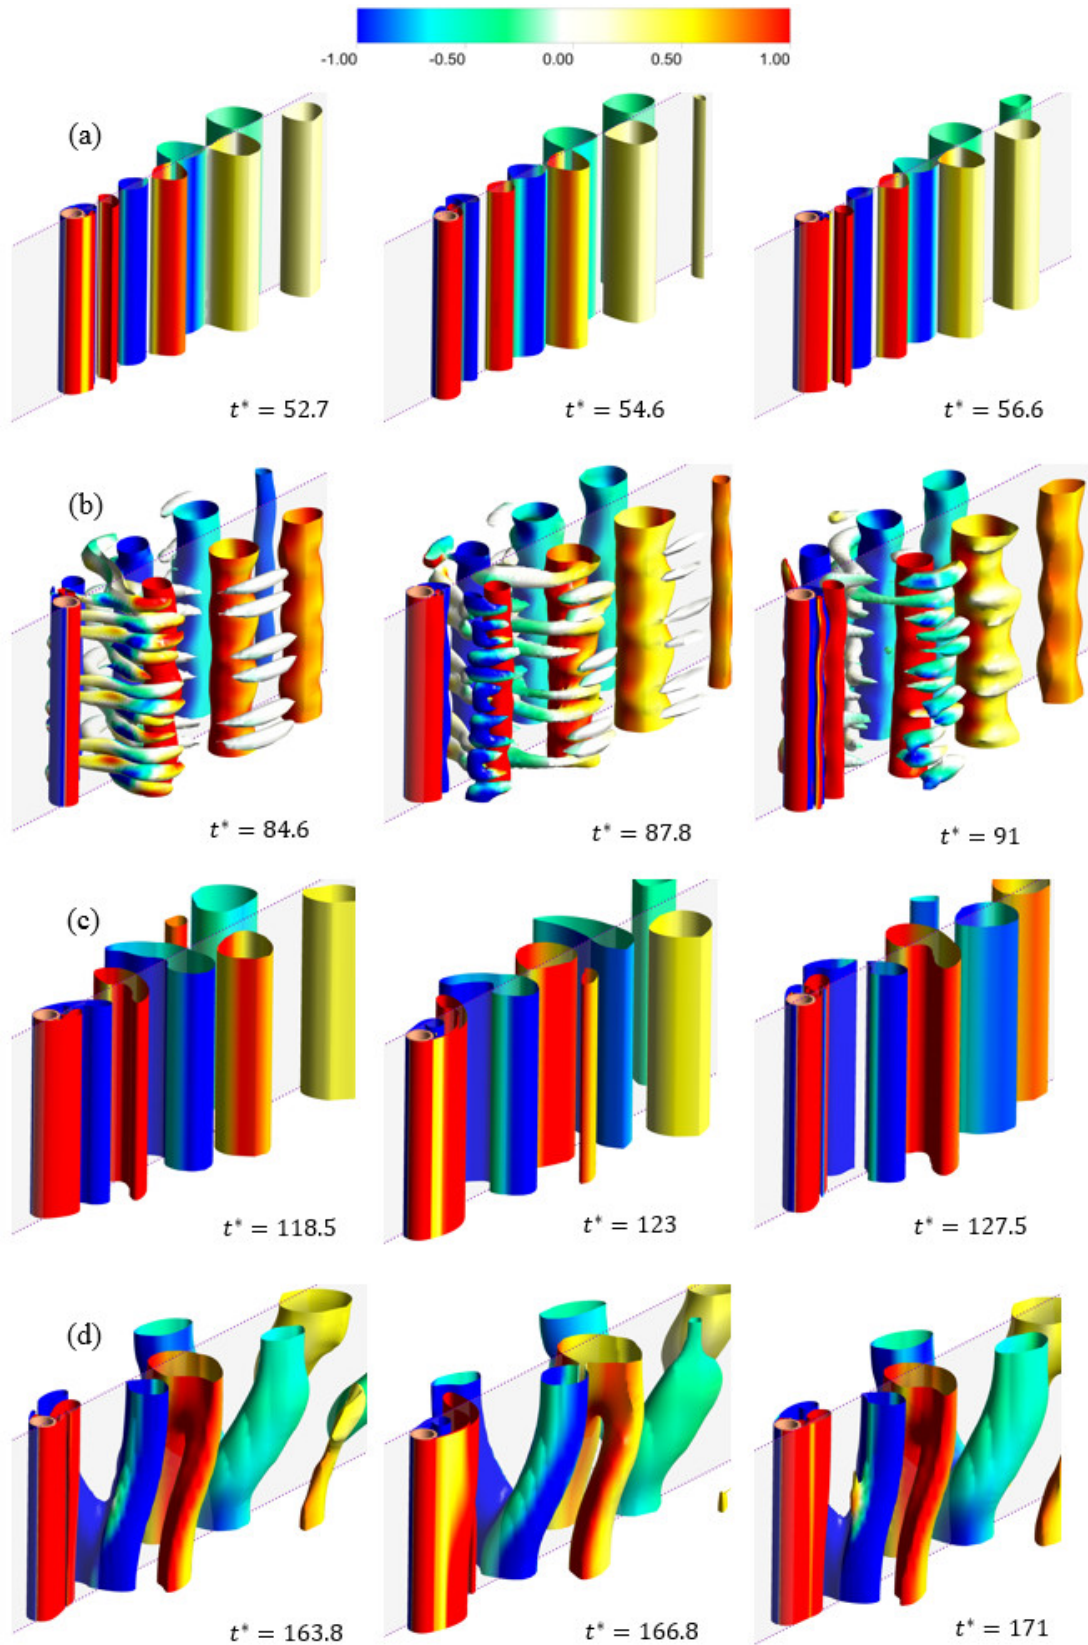 -1.00 -0.50 0.00 0.50 1.00
(a)
t* = 52.7 t* = 54.6 t* = 56.6
(b)
t* = 84.6 t* = 87.8 t* = 91
(c)
t* = 118.5 t* = 123 t* = 127.5
(d)
t* = 163.8 t* = 166.8 t* = 171